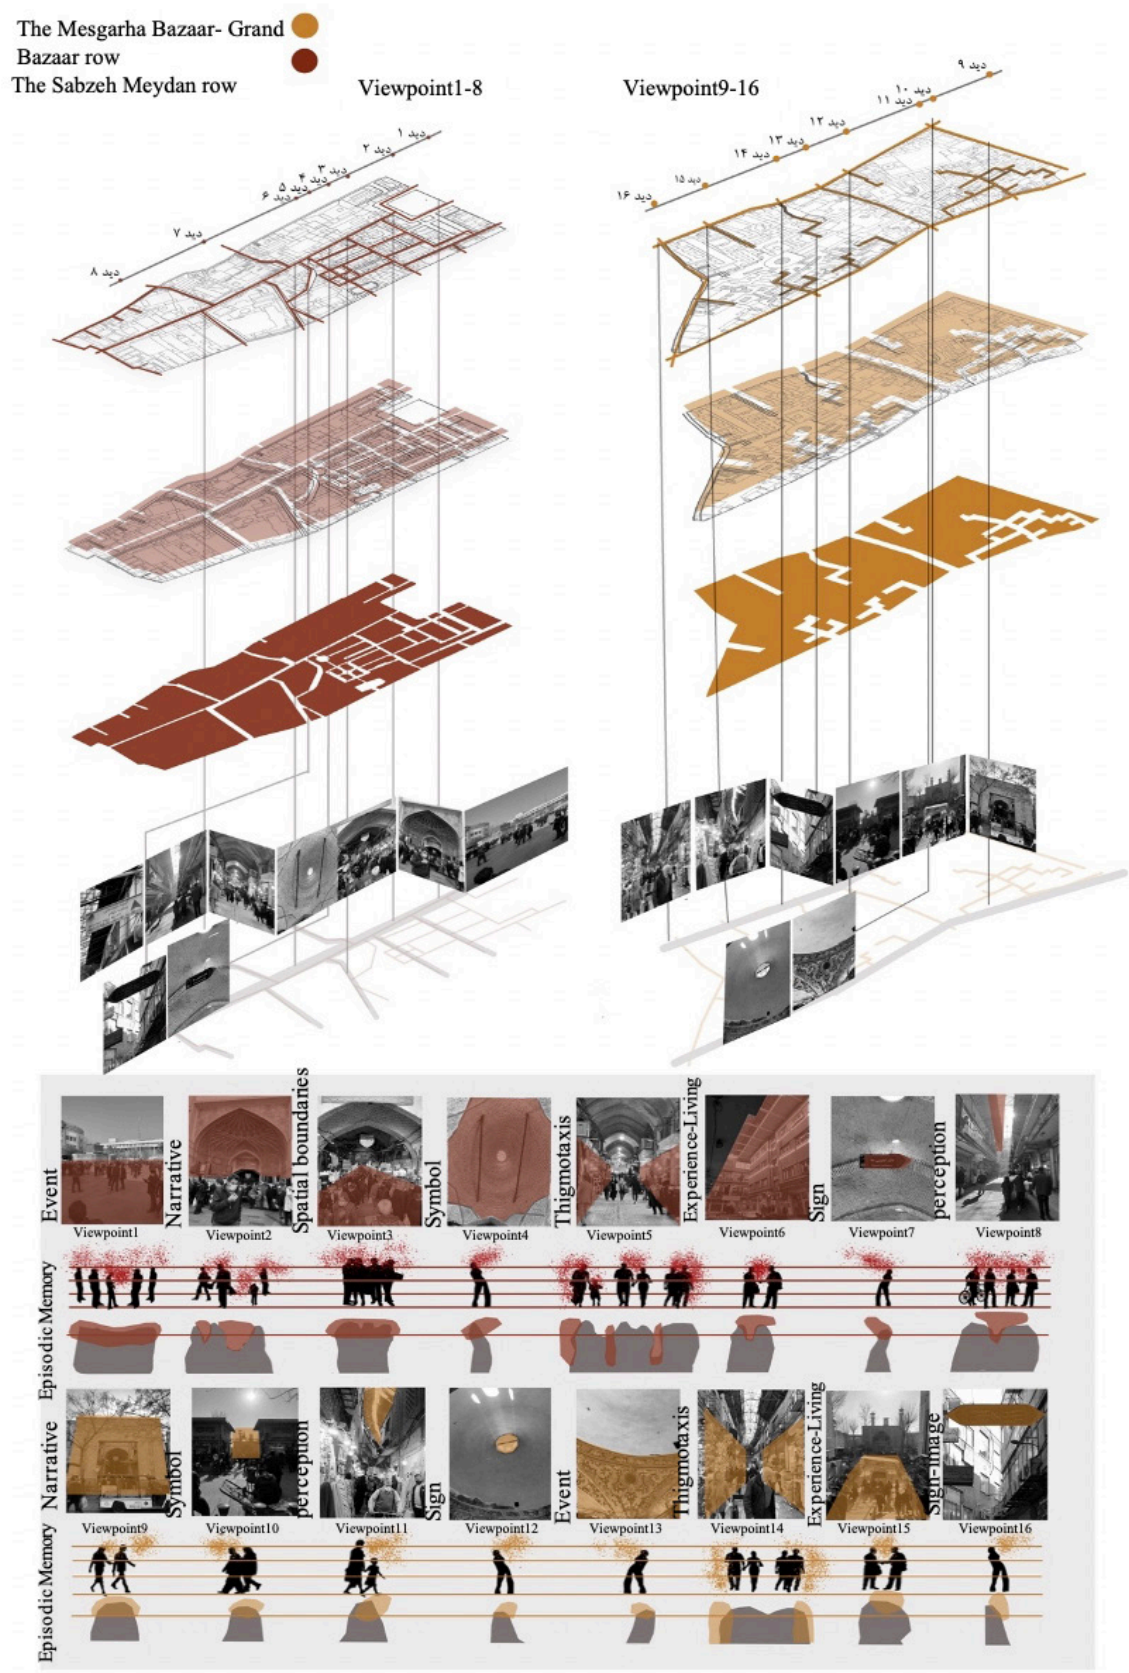 The Mesgarha Bazaar- Grand
Bazaar row
The Sabzeh Meydan row
Viewpoint1-8
Viewpoint9-16
دید ۱
دید ۲
دید ۳
دید ۴
دید ۵
دید ۶
دید ۷
دید ۸
دید ۹
دید ۱۰
دید ۱۱
دید ۱۲
دید ۱۳
دید ۱۴
دید ۱۵
دید ۱۶
Event
Narrative
Spatial boundaries
Symbol
Thigmotaxis
Experience-Living
Sign
perception
Viewpoint1
Viewpoint2
Viewpoint3
Viewpoint4
Viewpoint5
Viewpoint6
Viewpoint7
Viewpoint8
Episodic Memory
Narrative
Symbol
perception
Sign
Event
Thigmotaxis
Experience-Living
Sign-image
Viewpoint9
Viewpoint10
Viewpoint11
Viewpoint12
Viewpoint13
Viewpoint14
Viewpoint15
Viewpoint16
Episodic Memory